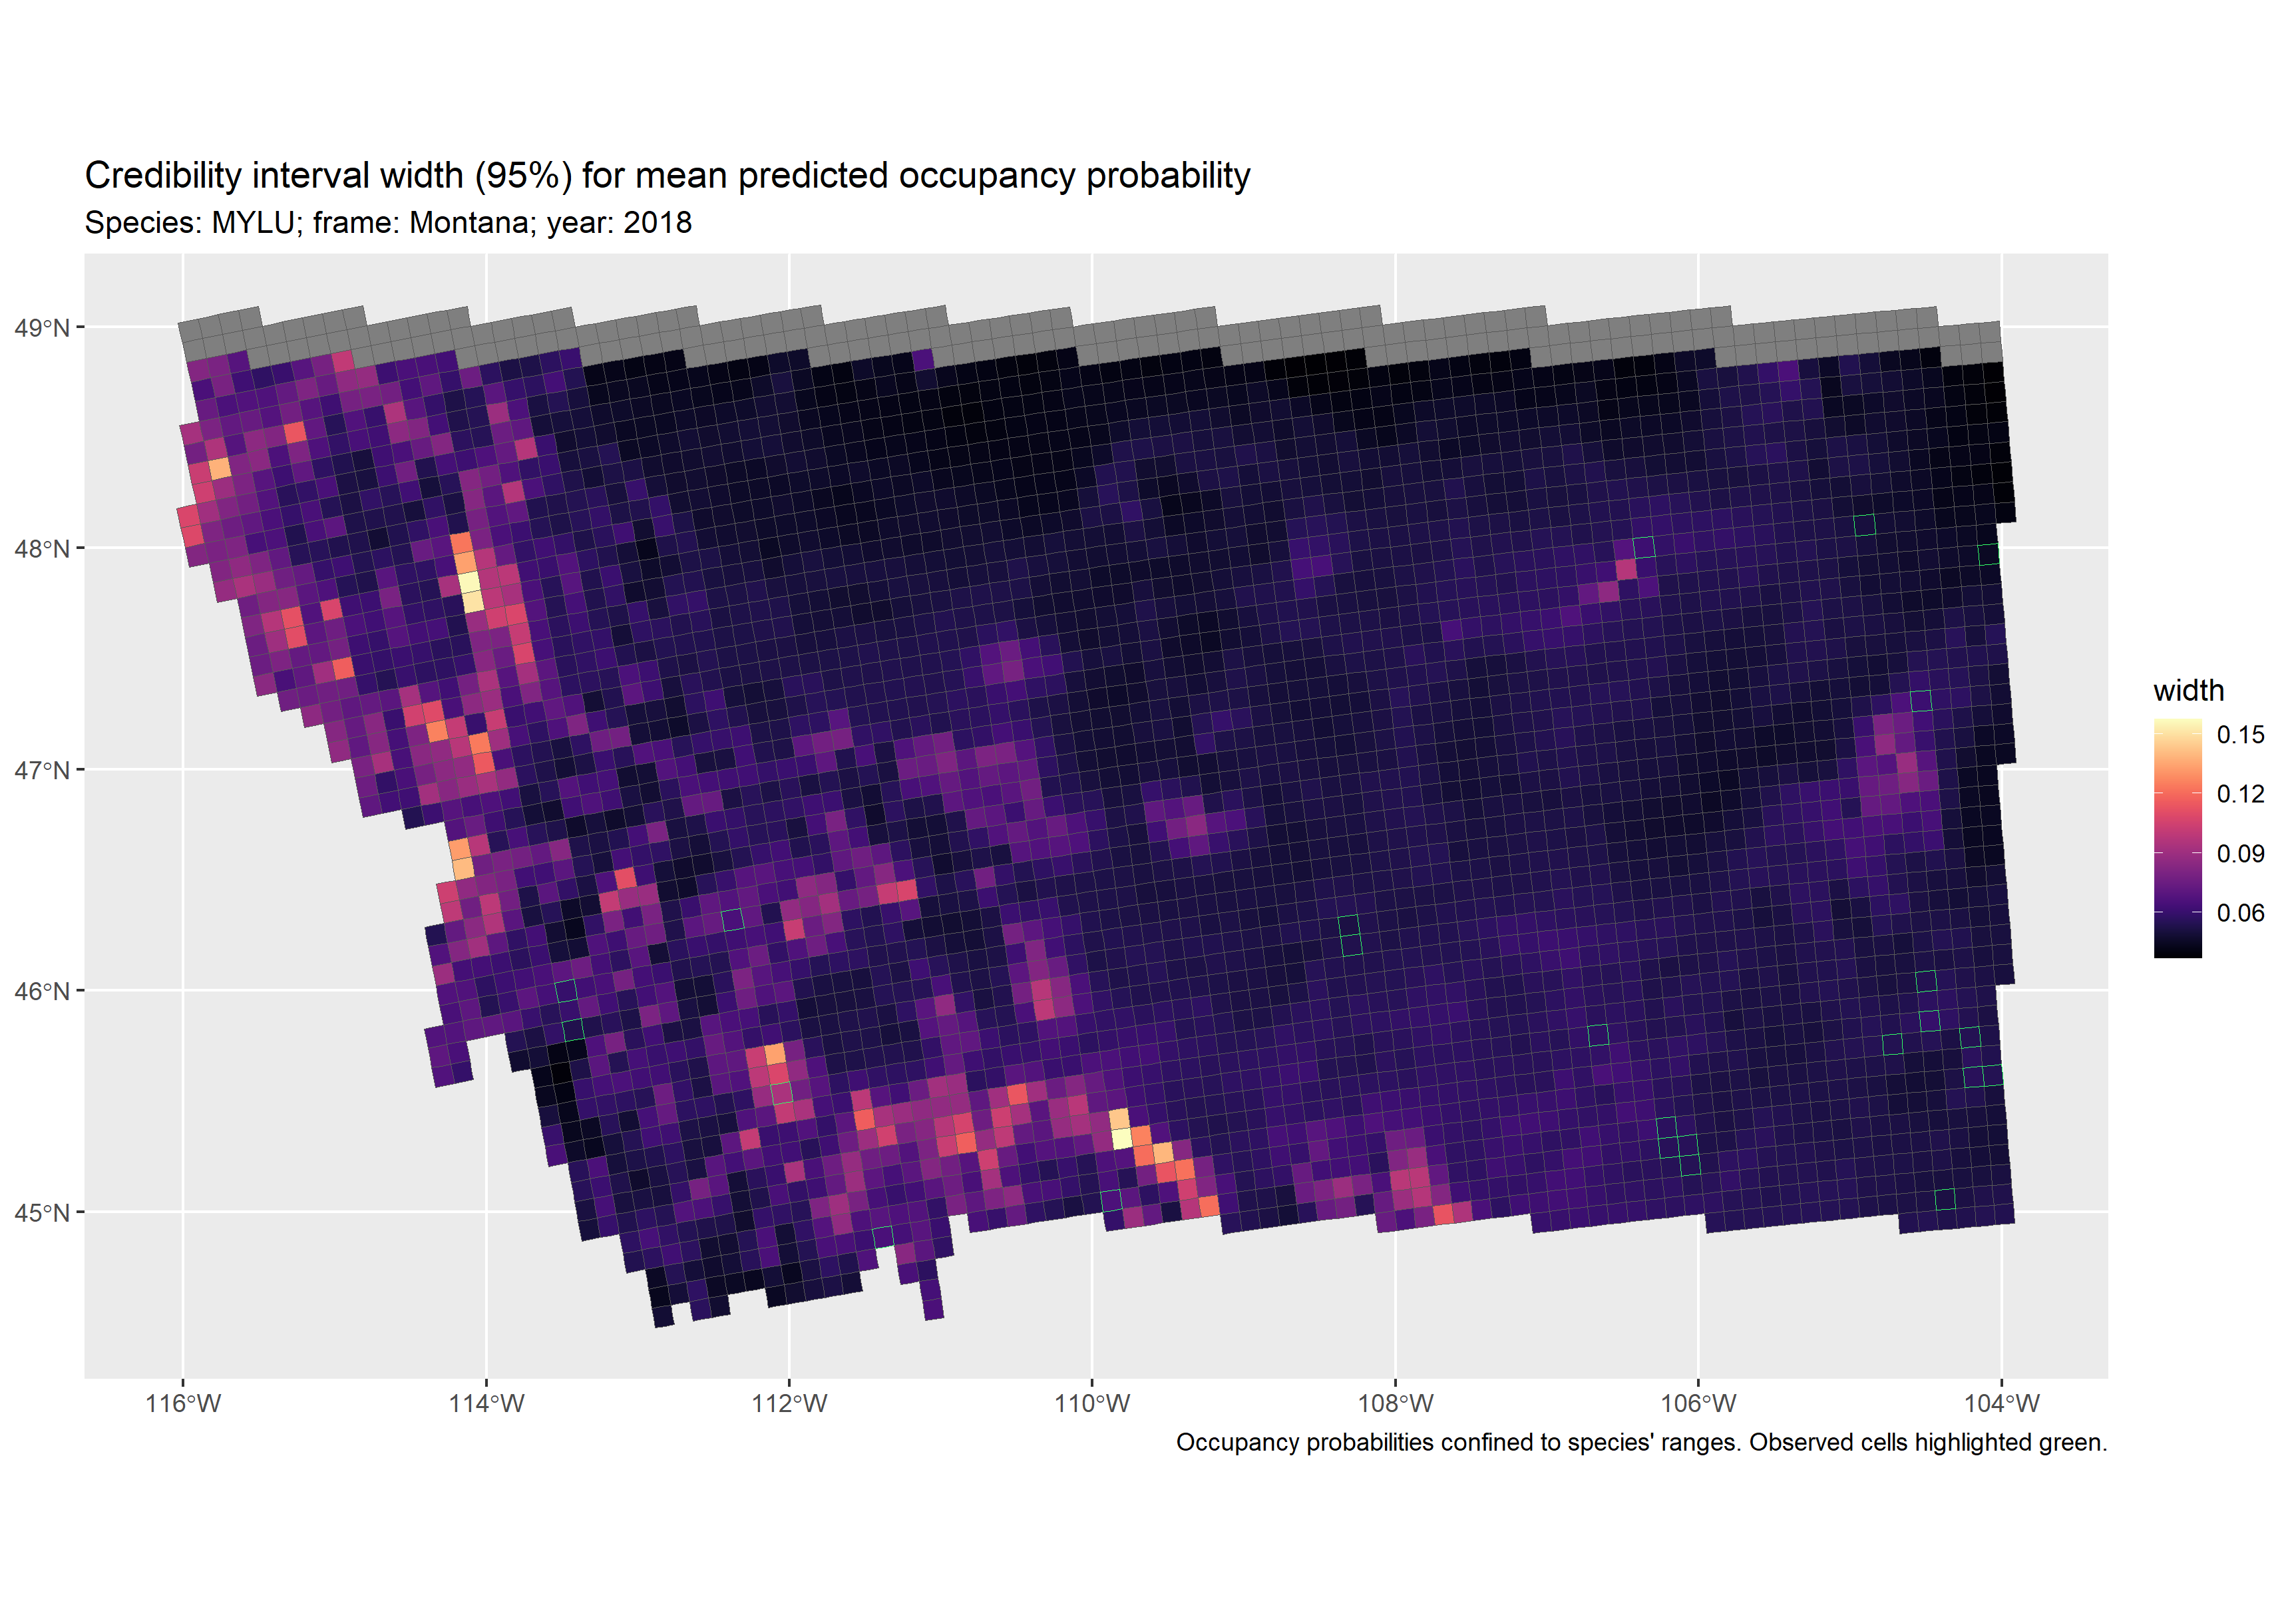 Credibility interval width (95%) for mean predicted occupancy probability
Species: MYLU; frame: Montana; year: 2018
49°N
48°N
47°N
46°N
45°N
116°W 114°W 112°W 110°W 108°W 106°W 104°W
width
0.15
0.12
0.09
0.06
Occupancy probabilities confined to species' ranges. Observed cells highlighted green.